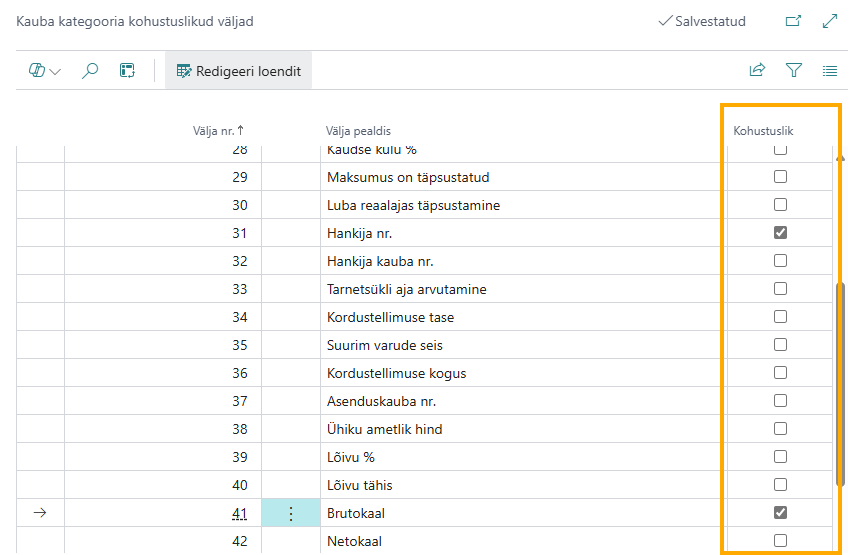 Kauba kategooria kohustuslikud väljad
Salvestatud
Redigeeri loendit
Välja nr. ↑ Välja pealdis Kohustuslik
28 Kaudse kulu %
29 Maksumus on täpsustatud
30 Luba reaalajas täpsustamine
31 Hankija nr.
32 Hankija kauba nr.
33 Tarnetsükli aja arvutamine
34 Kordustellimuse tase
35 Suurim varude seis
36 Kordustellimuse kogus
37 Asenduskauba nr.
38 Ühiku ametlik hind
39 Lõivu %
40 Lõivu tähis
41 Brutokaal
42 Netokaal